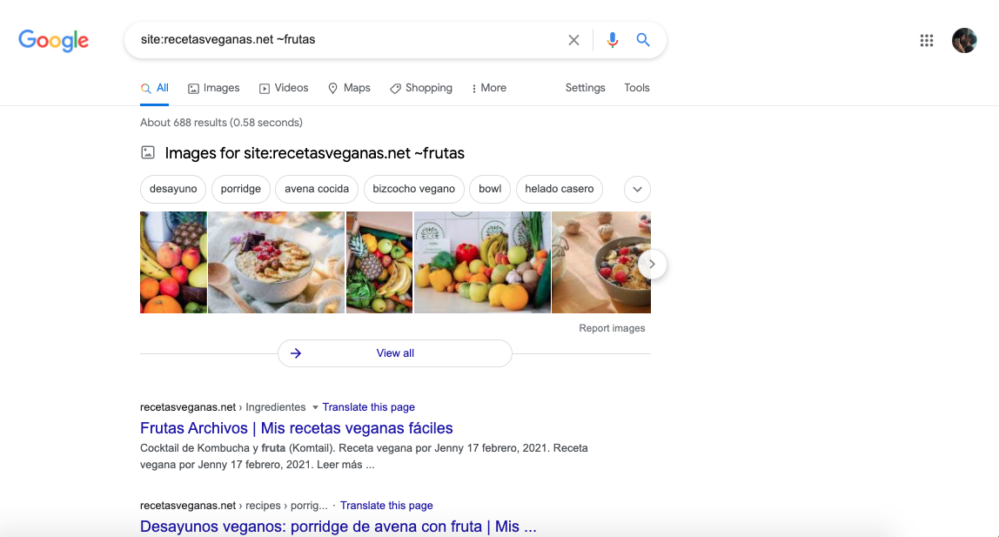 Google
site:recetasveganas.net ~frutas
All Images Videos Maps Shopping More Settings Tools
About 688 results (0.58 seconds)
Images for site:recetasveganas.net ~frutas
desayuno porridge avena cocida bizcocho vegano bowl helado casero
Report images
View all
recetasveganas.net › Ingredientes Translate this page
Frutas Archivos | Mis recetas veganas fáciles
Cocktail de Kombucha y fruta (Komtail). Receta vegana por Jenny 17 febrero, 2021. Receta
vegana por Jenny 17 febrero, 2021. Leer más ...
recetasveganas.net › recipes › porrig... · Translate this page
Desayunos veganos: porridge de avena con fruta | Mis ...